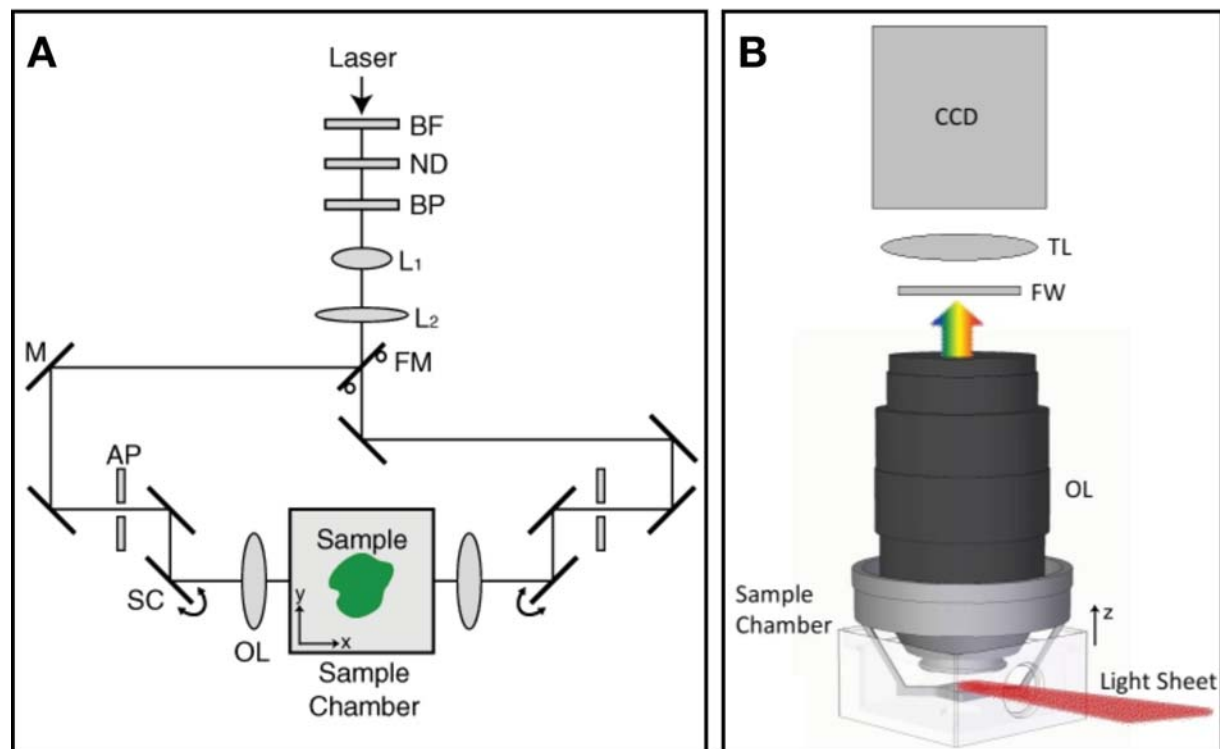 A
Laser
BF
ND
BP
L₁
L₂
M
FM
AP
Sample
SC
y
x
OL
Sample
Chamber
B
CCD
TL
FW
OL
Sample
Chamber
z
Light Sheet